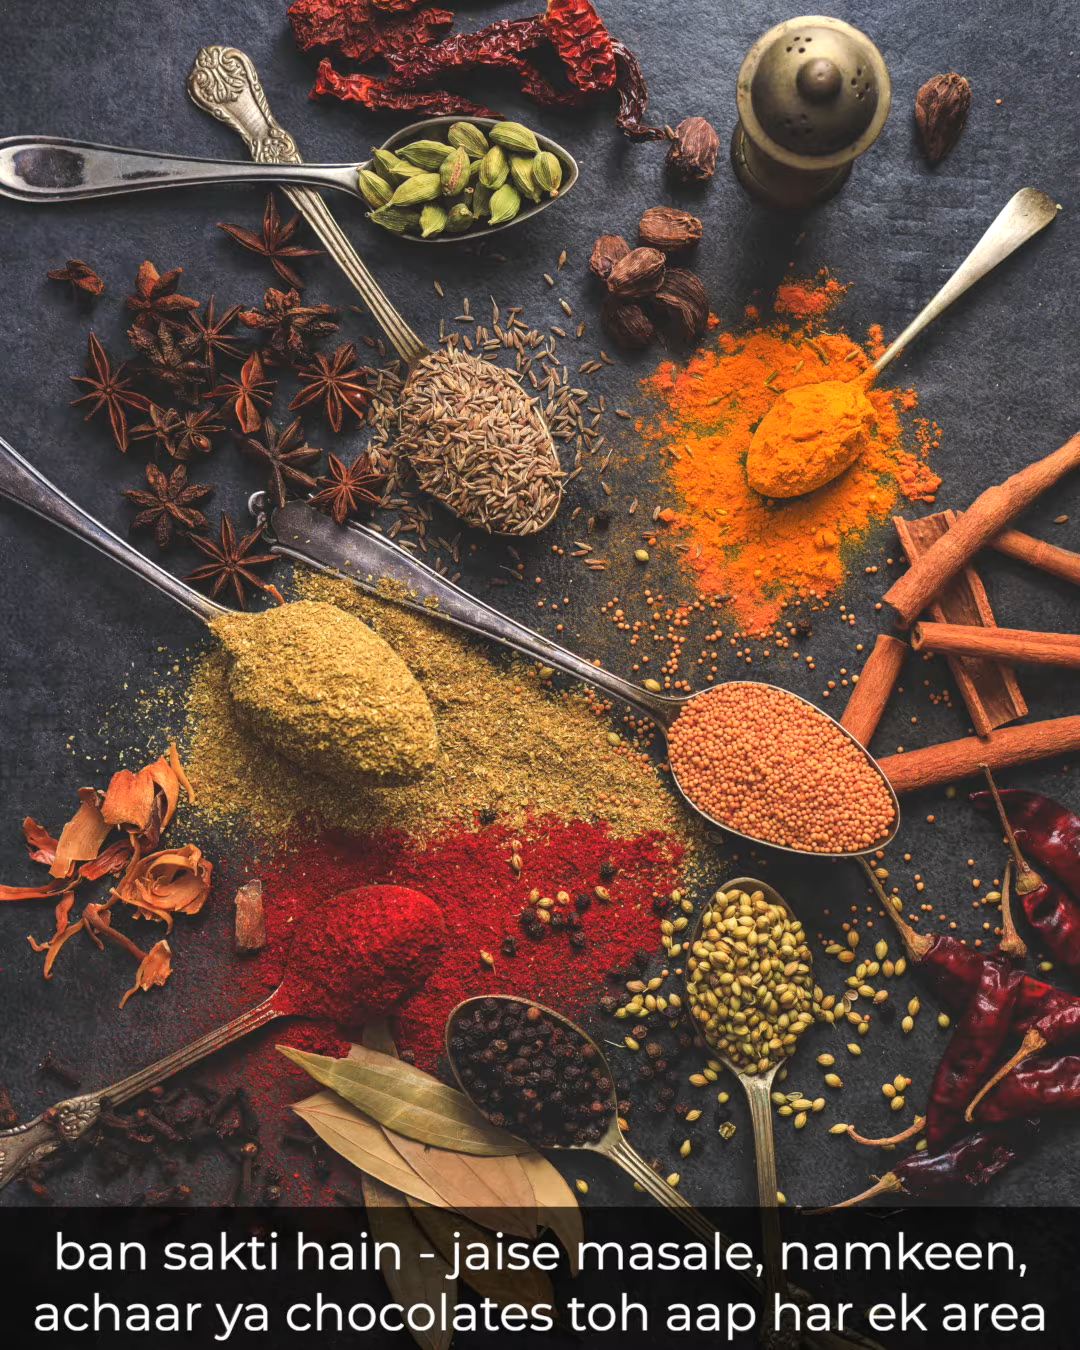 ban sakti hain - jaise masale, namkeen,
achaar ya chocolates toh aap har ek area